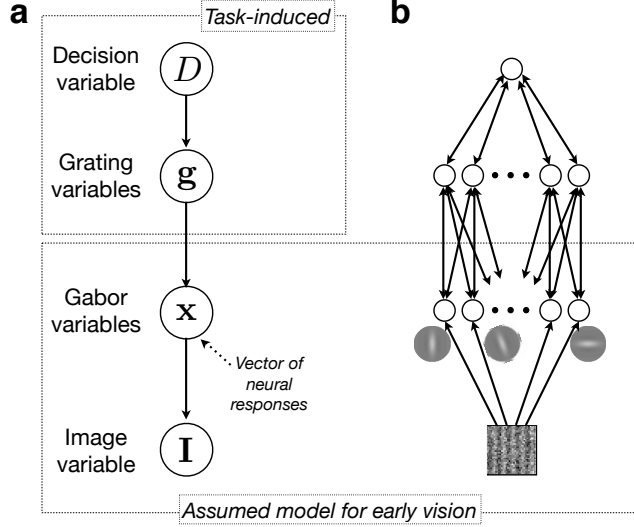 a
Task-induced
b
Decision
variable
D
Grating
variables
g
Gabor
variables
x
Vector of
neural
responses
Image
variable
I
Assumed model for early vision